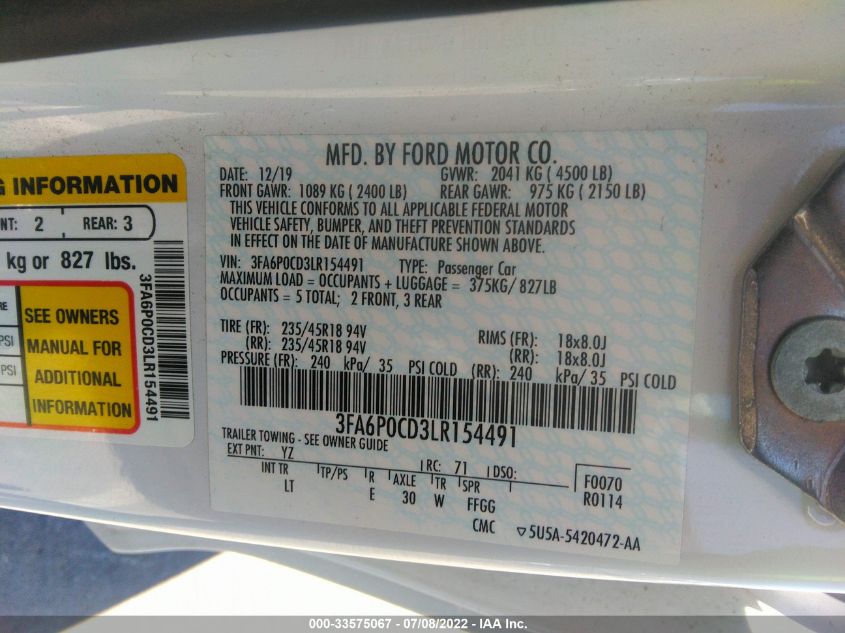 G INFORMATION
NT: 2 REAR: 3
kg or 827 lbs.
RE
PSI
PSI
SEE OWNERS
MANUAL FOR
ADDITIONAL
INFORMATION
3FA6P0CD3LR154491
MFD. BY FORD MOTOR CO.
DATE: 12/19 GVWR: 2041 KG ( 4500 LB)
FRONT GAWR: 1089 KG ( 2400 LB) REAR GAWR: 975 KG ( 2150 LB)
THIS VEHICLE CONFORMS TO ALL APPLICABLE FEDERAL MOTOR
VEHICLE SAFETY, BUMPER, AND THEFT PREVENTION STANDARDS
IN EFFECT ON THE DATE OF MANUFACTURE SHOWN ABOVE.
VIN: 3FA6P0CD3LR154491 TYPE: Passenger Car
MAXIMUM LOAD = OCCUPANTS + LUGGAGE = 375KG/ 827LB
OCCUPANTS = 5 TOTAL; 2 FRONT, 3 REAR
TIRE (FR): 235/45R18 94V RIMS (FR): 18x8.0J
(RR): 235/45R18 94V (RR): 18x8.0J
PRESSURE (FR): 240 kPa/ 35 PSI COLD (RR): 240 kPa/ 35 PSI COLD
3FA6P0CD3LR154491
TRAILER TOWING - SEE OWNER GUIDE
EXT PNT: YZ RC: 71 DSO: F0070
INT TR TP/PS R AXLE TR SPR R0114
LT E 30 W FFGG
CMC ▽5U5A-5420472-AA
000-33575067 - 07/08/2022 - IAA Inc.